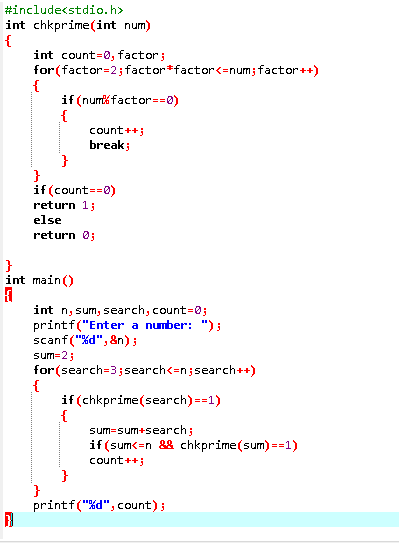 #include<stdio.h>
int chkprime(int num)
{
    int count=0,factor;
    for(factor=2;factor*factor<=num;factor++)
    {
        if(num%factor==0)
        {
            count++;
            break;
        }
    }
    if(count==0)
    return 1;
    else
    return 0;

}
int main()
{
    int n,sum,search,count=0;
    printf("Enter a number: ");
    scanf("%d",&n);
    sum=2;
    for(search=3;search<=n;search++)
    {
        if(chkprime(search)==1)
        {
            sum=sum+search;
            if(sum<=n && chkprime(sum)==1)
            count++;
        }
    }
    printf("%d",count);
}